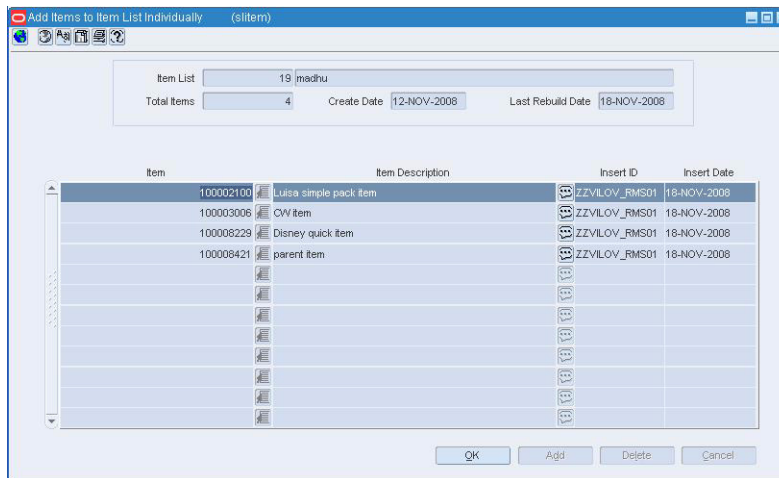 Add Items to Item List Individually (slitem)
Item List 19 madhu
Total Items 4 Create Date 12-NOV-2008 Last Rebuild Date 18-NOV-2008
Item Item Description Insert ID Insert Date
100002100 Luisa simple pack item ZZVILOV_RMS01 18-NOV-2008
100003006 CW item ZZVILOV_RMS01 18-NOV-2008
100008229 Disney quick item ZZVILOV_RMS01 18-NOV-2008
100008421 parent item ZZVILOV_RMS01 18-NOV-2008
OK Add Delete Cancel